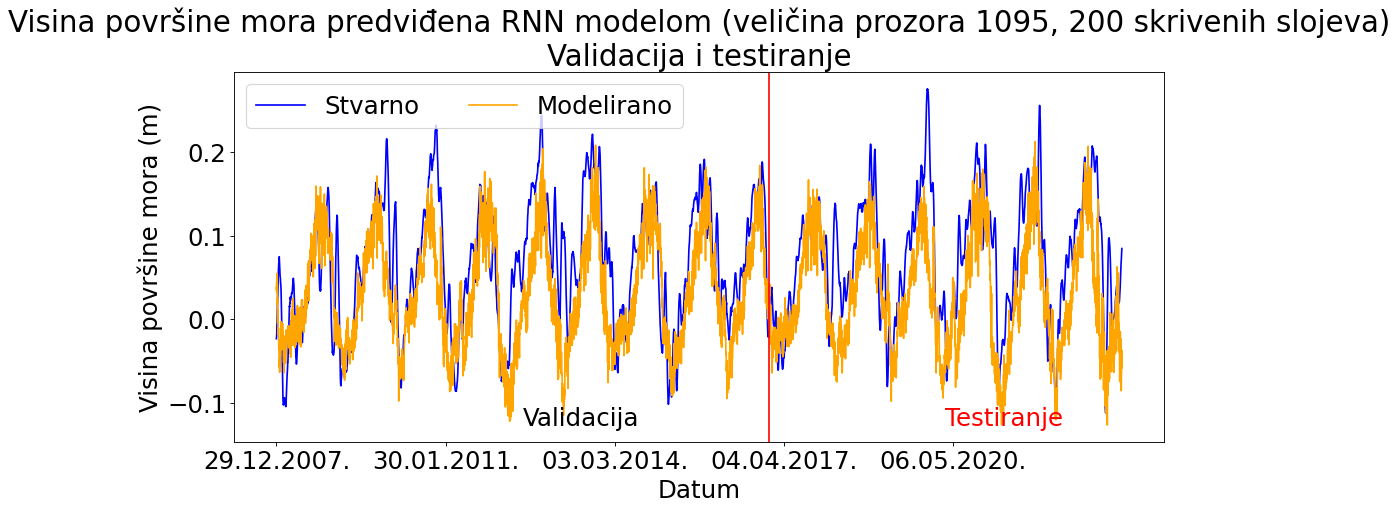 Visina površine mora predviđena RNN modelom (veličina prozora 1095, 200 skrivenih slojeva)
Validacija i testiranje
Stvarno Modelirano
Visina površine mora (m)
0.2
0.1
0.0
−0.1
Validacija Testiranje
29.12.2007. 30.01.2011. 03.03.2014. 04.04.2017. 06.05.2020.
Datum